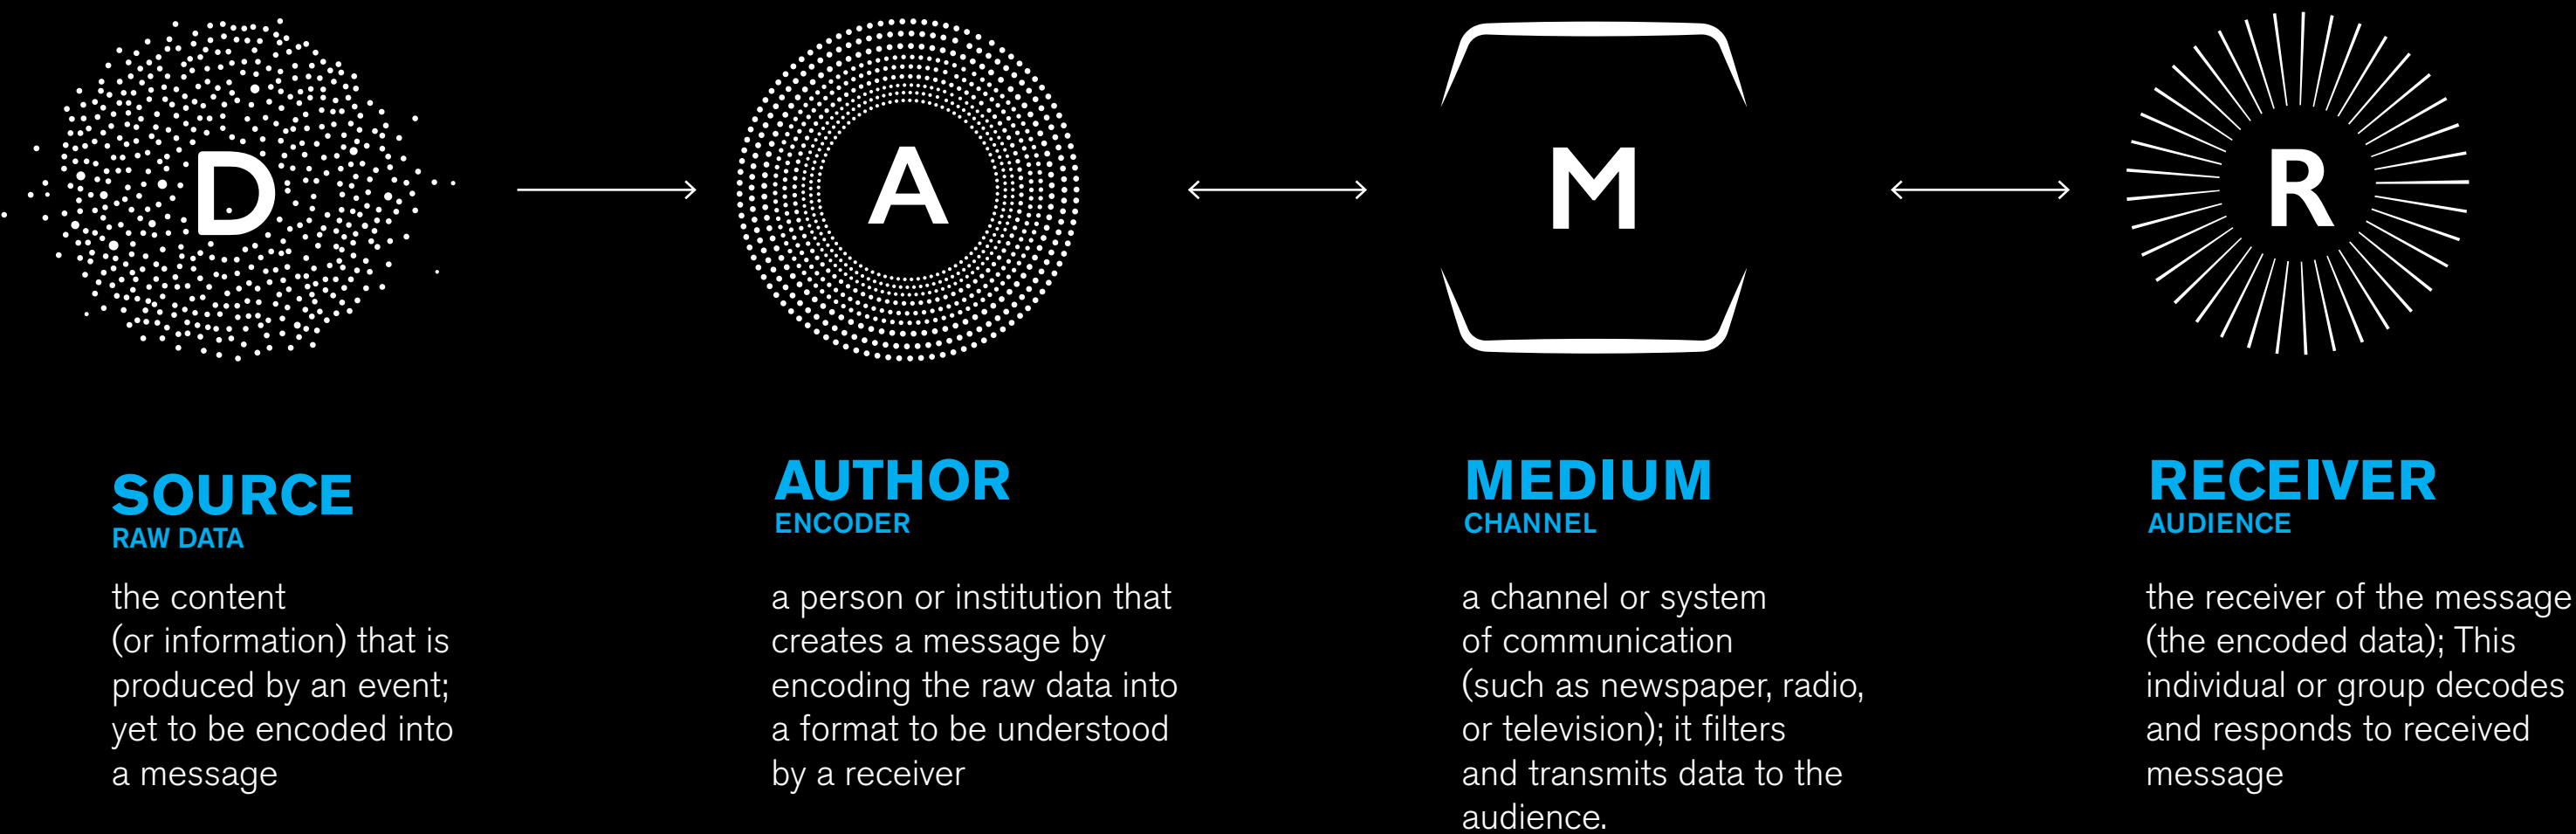 D
A
M
R
SOURCE
RAW DATA
the content
(or information) that is
produced by an event;
yet to be encoded into
a message
AUTHOR
ENCODER
a person or institution that
creates a message by
encoding the raw data into
a format to be understood
by a receiver
MEDIUM
CHANNEL
a channel or system
of communication
(such as newspaper, radio,
or television); it filters
and transmits data to the
audience.
RECEIVER
AUDIENCE
the receiver of the message
(the encoded data); This
individual or group decodes
and responds to received
message